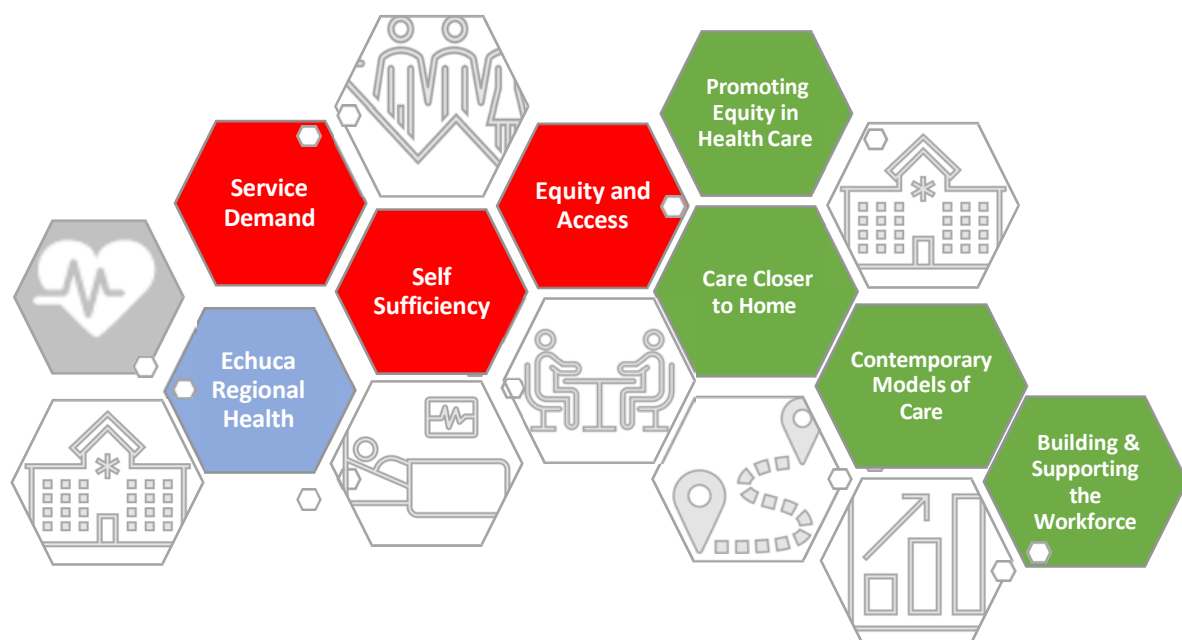 Service
Demand
Echuca
Regional
Health
Self
Sufficiency
Equity and
Access
Promoting
Equity in
Health Care
Care Closer
to Home
Contemporary
Models of
Care
Building &
Supporting
the
Workforce